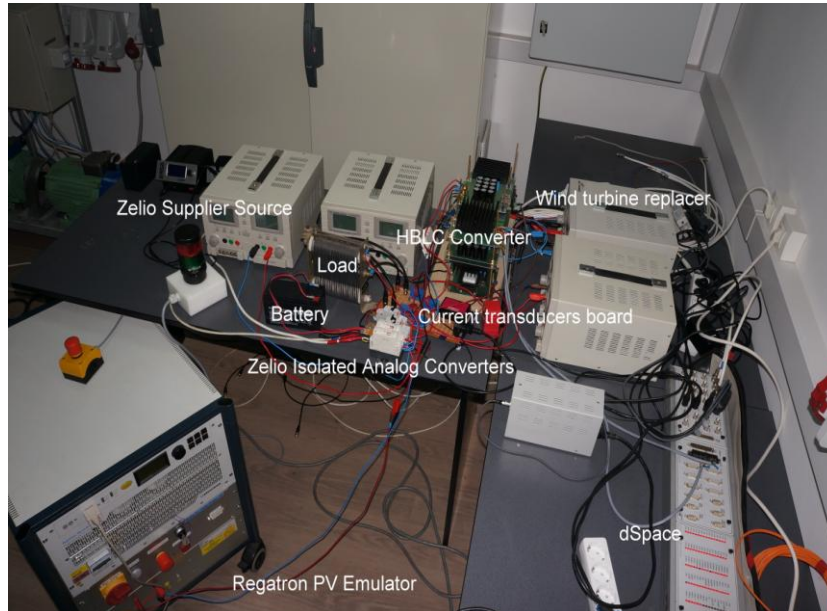 Wind turbine replacer
Zelio Supplier Source
HBLC Converter
Load
Battery
Current transducers board
Zelio Isolated Analog Converters
dSpace
Regatron PV Emulator